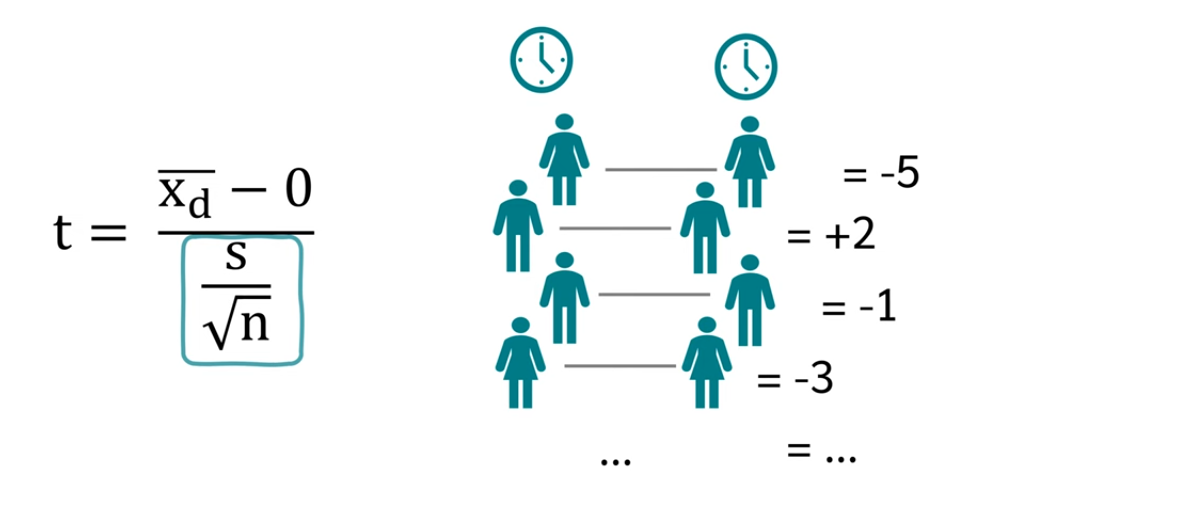 t = (x̄_d − 0) / (s / √n)
= -5
= +2
= -1
= -3
... = ...